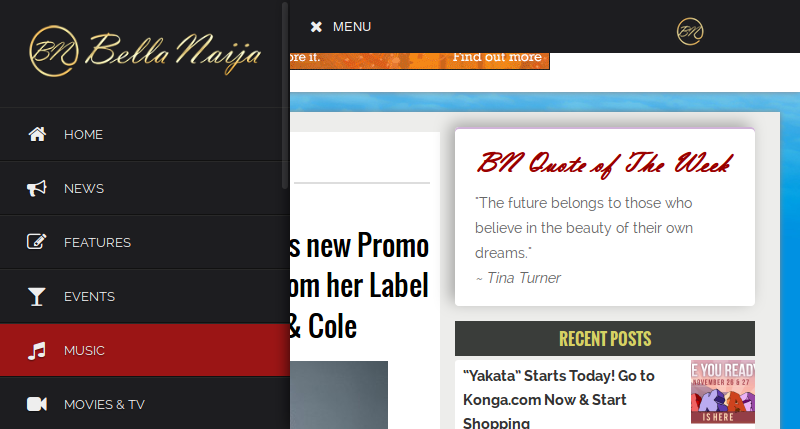 BN Bella Naija
HOME
NEWS
FEATURES
EVENTS
MUSIC
MOVIES & TV
MENU
BN
ore it.
Find out more
s new Promo
om her Label
& Cole
BN Quote of The Week
"The future belongs to those who
believe in the beauty of their own
dreams."
~ Tina Turner
RECENT POSTS
“Yakata” Starts Today! Go to
Konga.com Now & Start
Shopping
E YOU READY
NOVEMBER 26 & 27
IS HERE